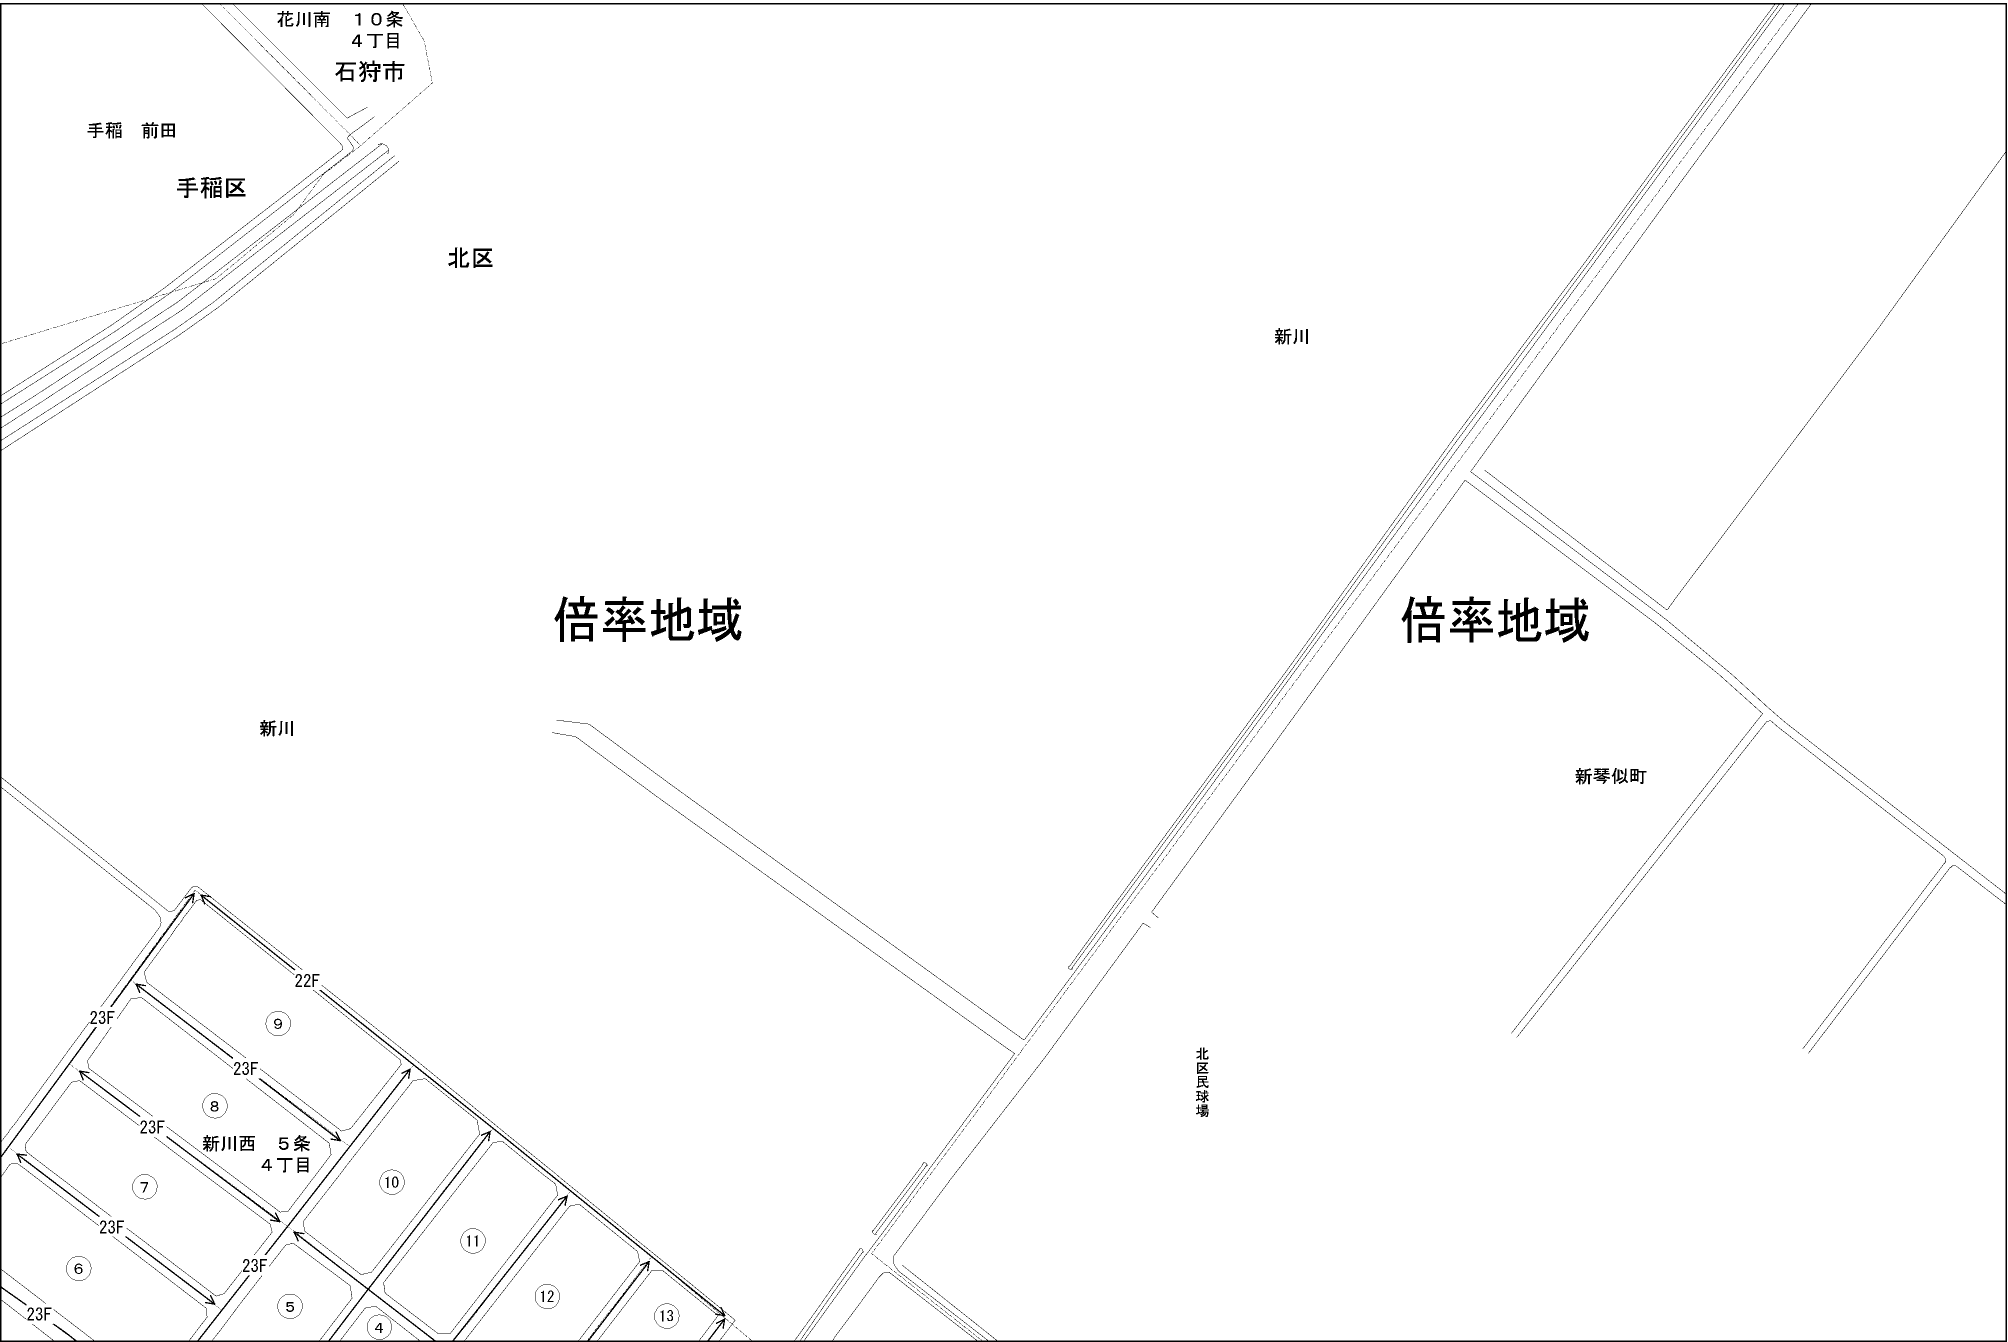 花川南　１０条
４丁目
石狩市
手稲　前田
手稲区
北区
新川
倍率地域
倍率地域
新川
新琴似町
22F
23F
⑨
23F
北区民球場
⑧
23F
新川西　５条
４丁目
⑦
⑩
23F
⑪
23F
⑥
⑫
⑤
23F
⑬
④